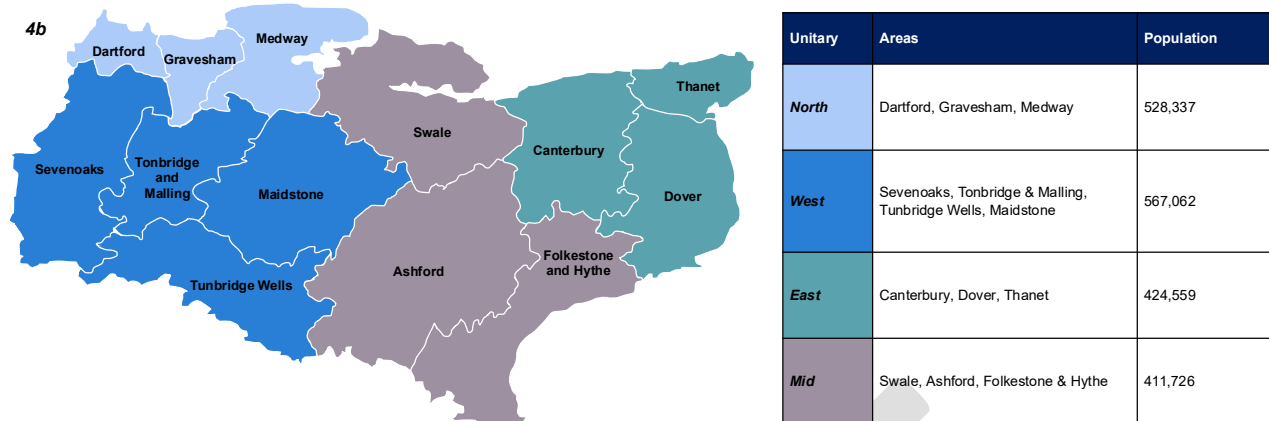 4b
Dartford
Gravesham
Medway
Thanet
Swale
Canterbury
Sevenoaks
Tonbridge
and
Malling
Maidstone
Dover
Folkestone
and Hythe
Ashford
Tunbridge Wells
Unitary Areas Population
North Dartford, Gravesham, Medway 528,337
West Sevenoaks, Tonbridge & Malling,
Tunbridge Wells, Maidstone 567,062
East Canterbury, Dover, Thanet 424,559
Mid Swale, Ashford, Folkestone & Hythe 411,726